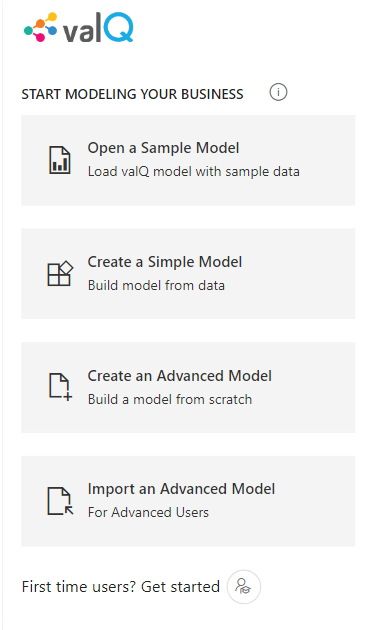 valQ
START MODELING YOUR BUSINESS
Open a Sample Model
Load valQ model with sample data
Create a Simple Model
Build model from data
Create an Advanced Model
Build a model from scratch
Import an Advanced Model
For Advanced Users
First time users? Get started